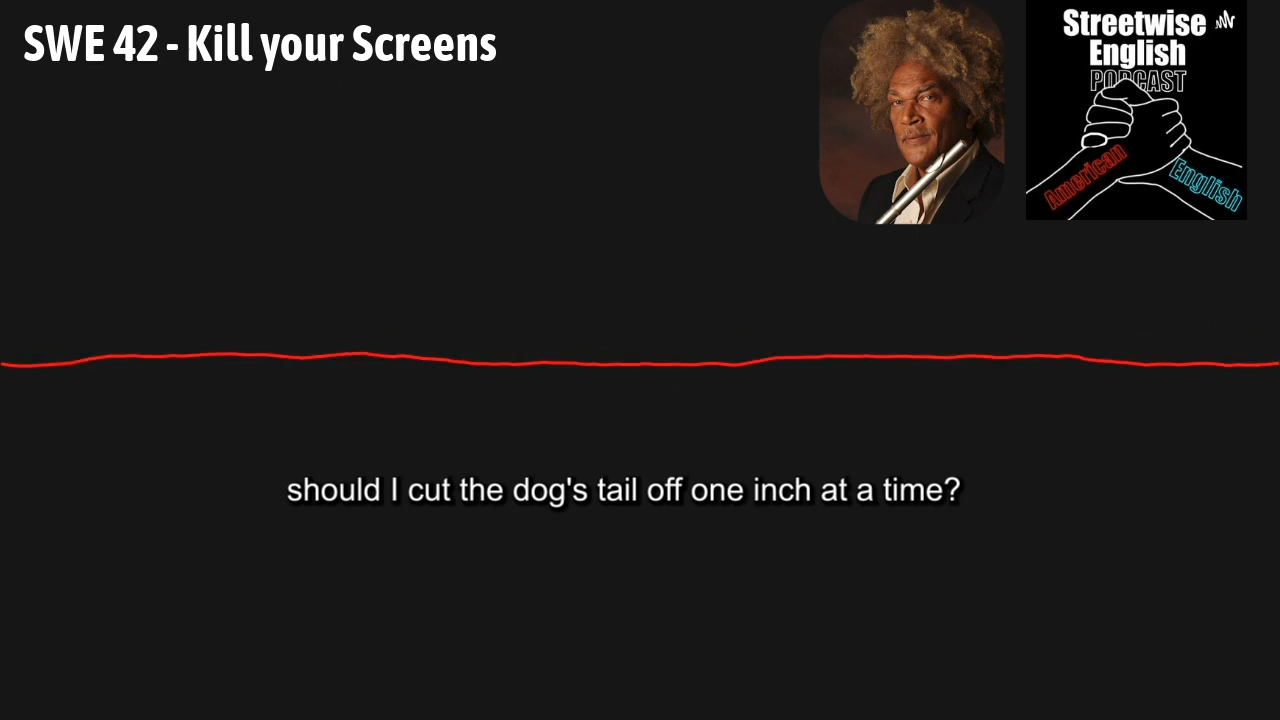 SWE 42 - Kill your Screens
Streetwise
English
PODCAST
American
English
should I cut the dog's tail off one inch at a time?